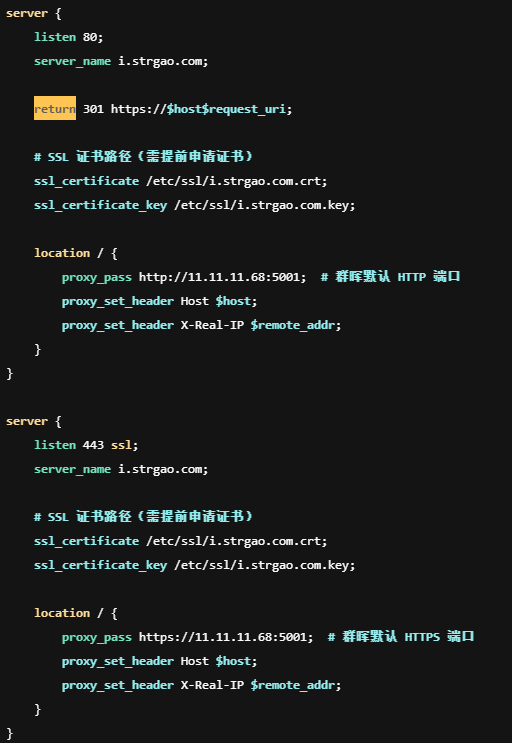 server {
    listen 80;
    server_name i.strgao.com;

    return 301 https://$host$request_uri;

    # SSL 证书路径（需提前申请证书）
    ssl_certificate /etc/ssl/i.strgao.com.crt;
    ssl_certificate_key /etc/ssl/i.strgao.com.key;

    location / {
        proxy_pass http://11.11.11.68:5001;  # 群晖默认 HTTP 端口
        proxy_set_header Host $host;
        proxy_set_header X-Real-IP $remote_addr;
    }
}

server {
    listen 443 ssl;
    server_name i.strgao.com;

    # SSL 证书路径（需提前申请证书）
    ssl_certificate /etc/ssl/i.strgao.com.crt;
    ssl_certificate_key /etc/ssl/i.strgao.com.key;

    location / {
        proxy_pass https://11.11.11.68:5001;  # 群晖默认 HTTPS 端口
        proxy_set_header Host $host;
        proxy_set_header X-Real-IP $remote_addr;
    }
}